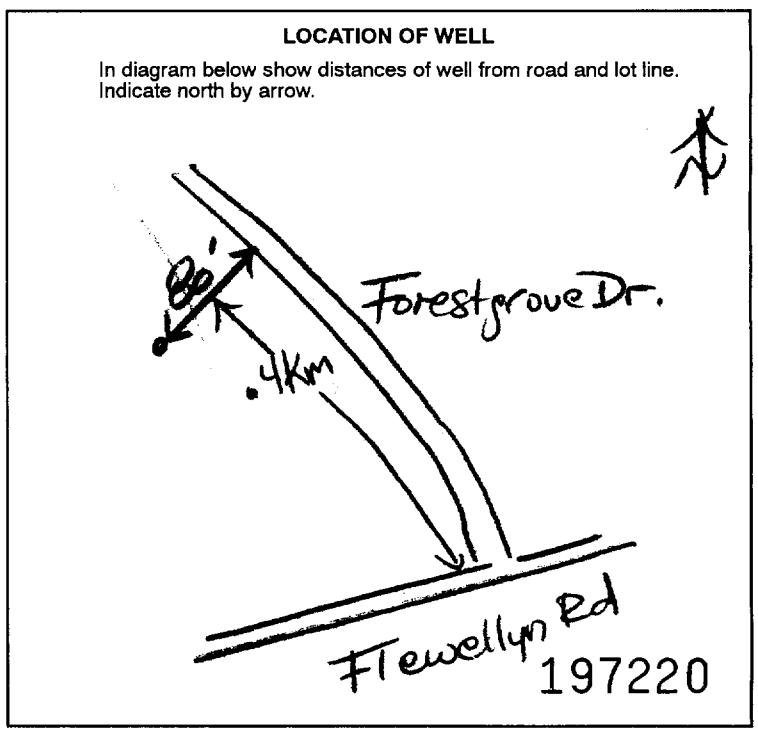 LOCATION OF WELL
In diagram below show distances of well from road and lot line.
Indicate north by arrow.
N
80'
Forestgrove Dr.
.4Km
Flewellyn Rd
197220